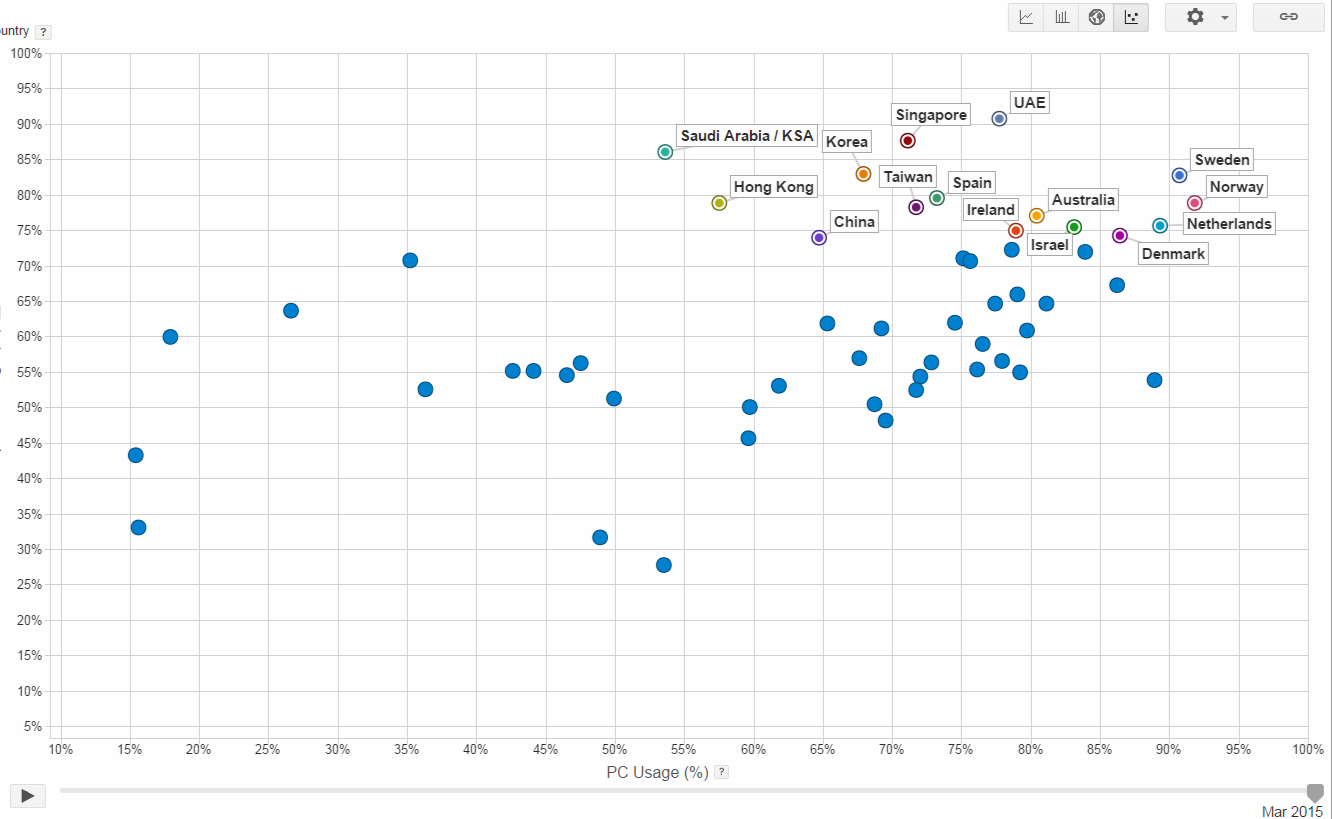 untry ?
100%
95%
90%
85%
80%
75%
70%
65%
60%
55%
50%
45%
40%
35%
30%
25%
20%
15%
10%
5%
UAE
Singapore
Saudi Arabia / KSA
Korea
Sweden
Taiwan
Spain
Hong Kong
Norway
Australia
Ireland
China
Netherlands
Israel
Denmark
10% 15% 20% 25% 30% 35% 40% 45% 50% 55% 60% 65% 70% 75% 80% 85% 90% 95% 100%
PC Usage (%) ?
Mar 2015